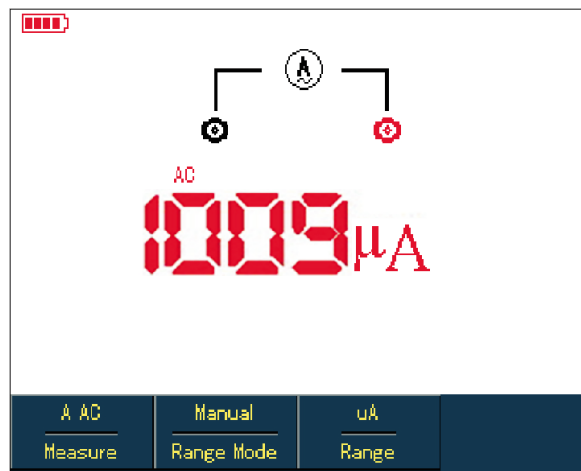 A
AC
1009µA
A AC Manual uA
Measure Range Mode Range